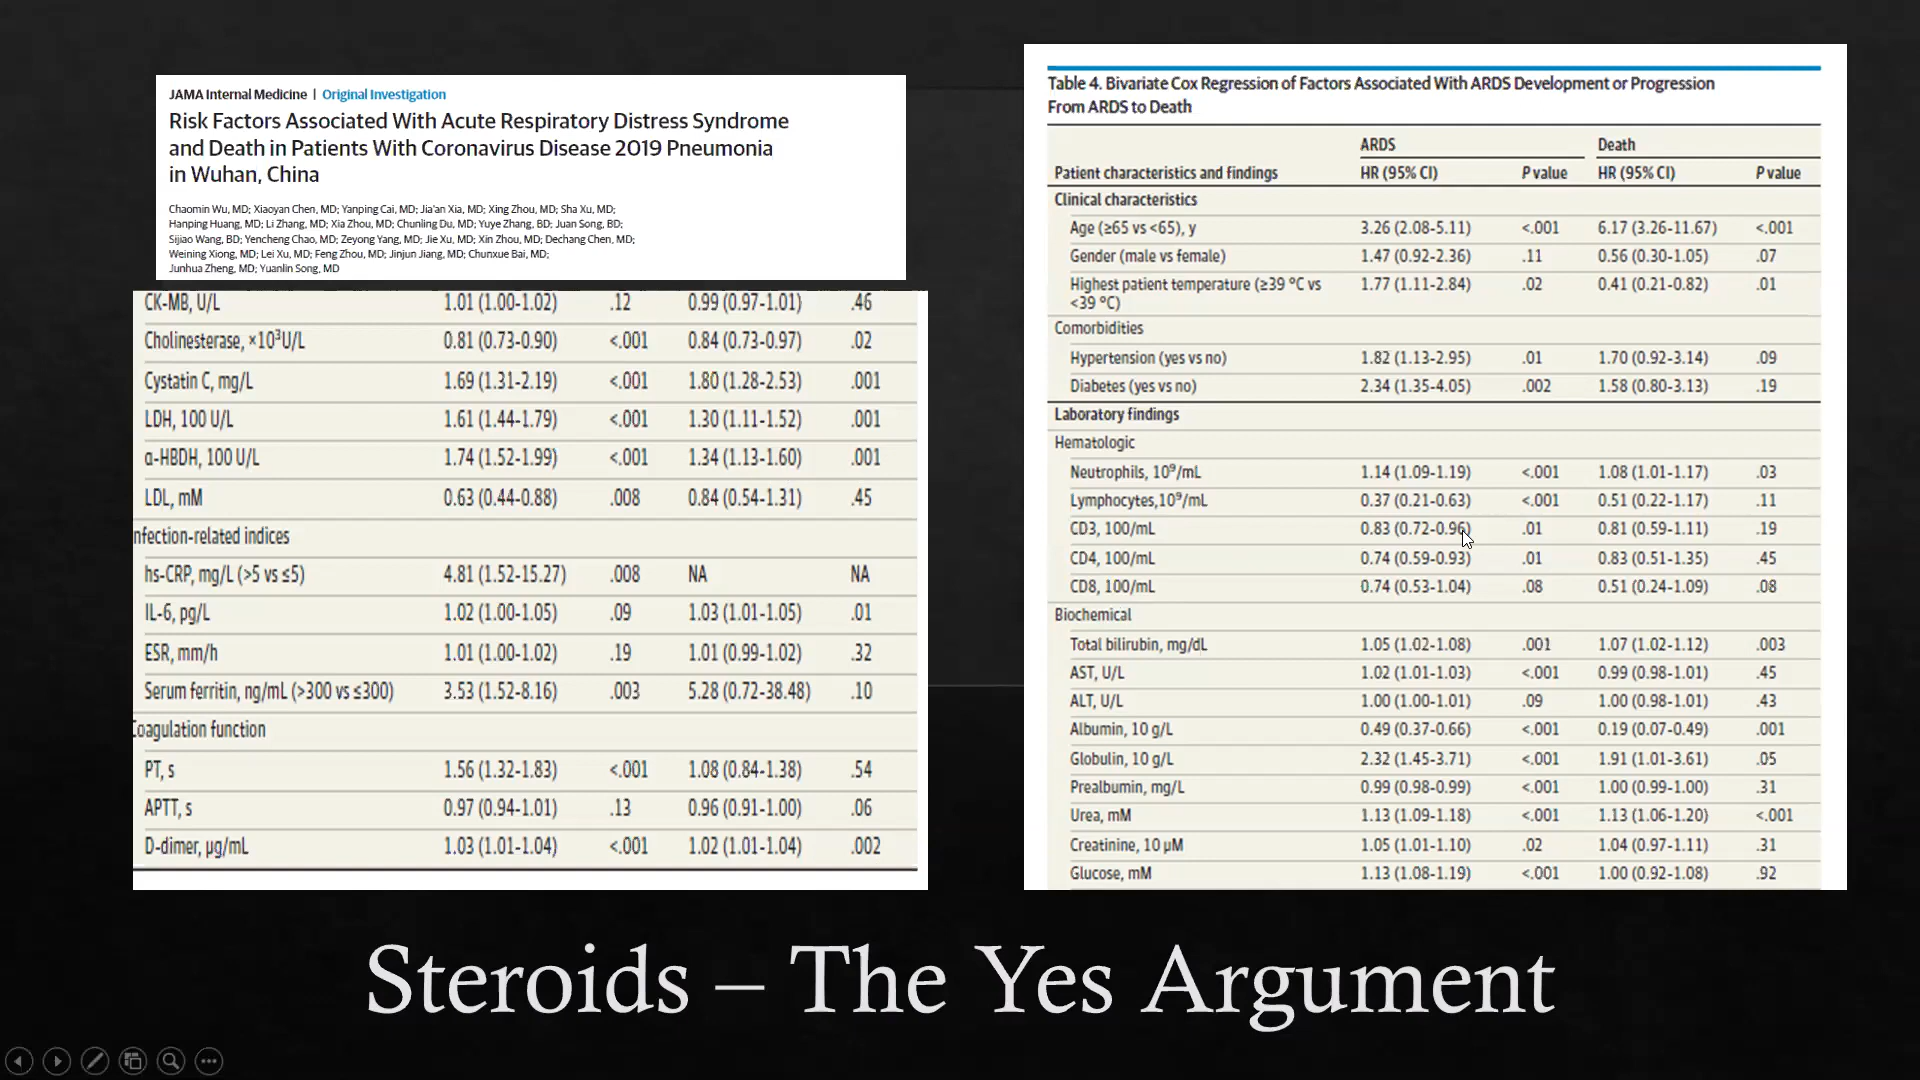 JAMA Internal Medicine | Original Investigation
Risk Factors Associated With Acute Respiratory Distress Syndrome
and Death in Patients With Coronavirus Disease 2019 Pneumonia
in Wuhan, China
Chaomin Wu, MD; Xiaoyan Chen, MD; Yanping Cai, MD; Jia'an Xia, MD; Xing Zhou, MD; Sha Xu, MD;
Hanping Huang, MD; Li Zhang, MD; Xia Zhou, MD; Chunling Du, MD; Yuye Zhang, BD; Juan Song, BD;
Sijiao Wang, BD; Yencheng Chao, MD; Zeyong Yang, MD; Jie Xu, MD; Xin Zhou, MD; Dechang Chen, MD;
Weining Xiong, MD; Lei Xu, MD; Feng Zhou, MD; Jinjun Jiang, MD; Chunxue Bai, MD;
Junhua Zheng, MD; Yuanlin Song, MD
CK-MB, U/L 1.01 (1.00-1.02) .12 0.99 (0.97-1.01) .46
Cholinesterase, ×10³U/L 0.81 (0.73-0.90) <.001 0.84 (0.73-0.97) .02
Cystatin C, mg/L 1.69 (1.31-2.19) <.001 1.80 (1.28-2.53) .001
LDH, 100 U/L 1.61 (1.44-1.79) <.001 1.30 (1.11-1.52) .001
α-HBDH, 100 U/L 1.74 (1.52-1.99) <.001 1.34 (1.13-1.60) .001
LDL, mM 0.63 (0.44-0.88) .008 0.84 (0.54-1.31) .45
nfection-related indices
hs-CRP, mg/L (>5 vs ≤5) 4.81 (1.52-15.27) .008 NA NA
IL-6, pg/L 1.02 (1.00-1.05) .09 1.03 (1.01-1.05) .01
ESR, mm/h 1.01 (1.00-1.02) .19 1.01 (0.99-1.02) .32
Serum ferritin, ng/mL (>300 vs ≤300) 3.53 (1.52-8.16) .003 5.28 (0.72-38.48) .10
Coagulation function
PT, s 1.56 (1.32-1.83) <.001 1.08 (0.84-1.38) .54
APTT, s 0.97 (0.94-1.01) .13 0.96 (0.91-1.00) .06
D-dimer, µg/mL 1.03 (1.01-1.04) <.001 1.02 (1.01-1.04) .002
Table 4. Bivariate Cox Regression of Factors Associated With ARDS Development or Progression
From ARDS to Death
ARDS Death
Patient characteristics and findings HR (95% CI) P value HR (95% CI) P value
Clinical characteristics
Age (≥65 vs <65), y 3.26 (2.08-5.11) <.001 6.17 (3.26-11.67) <.001
Gender (male vs female) 1.47 (0.92-2.36) .11 0.56 (0.30-1.05) .07
Highest patient temperature (≥39 °C vs 1.77 (1.11-2.84) .02 0.41 (0.21-0.82) .01
<39 °C)
Comorbidities
Hypertension (yes vs no) 1.82 (1.13-2.95) .01 1.70 (0.92-3.14) .09
Diabetes (yes vs no) 2.34 (1.35-4.05) .002 1.58 (0.80-3.13) .19
Laboratory findings
Hematologic
Neutrophils, 10⁹/mL 1.14 (1.09-1.19) <.001 1.08 (1.01-1.17) .03
Lymphocytes,10⁹/mL 0.37 (0.21-0.63) <.001 0.51 (0.22-1.17) .11
CD3, 100/mL 0.83 (0.72-0.96) .01 0.81 (0.59-1.11) .19
CD4, 100/mL 0.74 (0.59-0.93) .01 0.83 (0.51-1.35) .45
CD8, 100/mL 0.74 (0.53-1.04) .08 0.51 (0.24-1.09) .08
Biochemical
Total bilirubin, mg/dL 1.05 (1.02-1.08) .001 1.07 (1.02-1.12) .003
AST, U/L 1.02 (1.01-1.03) <.001 0.99 (0.98-1.01) .45
ALT, U/L 1.00 (1.00-1.01) .09 1.00 (0.98-1.01) .43
Albumin, 10 g/L 0.49 (0.37-0.66) <.001 0.19 (0.07-0.49) .001
Globulin, 10 g/L 2.32 (1.45-3.71) <.001 1.91 (1.01-3.61) .05
Prealbumin, mg/L 0.99 (0.98-0.99) <.001 1.00 (0.99-1.00) .31
Urea, mM 1.13 (1.09-1.18) <.001 1.13 (1.06-1.20) <.001
Creatinine, 10 µM 1.05 (1.01-1.10) .02 1.04 (0.97-1.11) .31
Glucose, mM 1.13 (1.08-1.19) <.001 1.00 (0.92-1.08) .92
Steroids – The Yes Argument